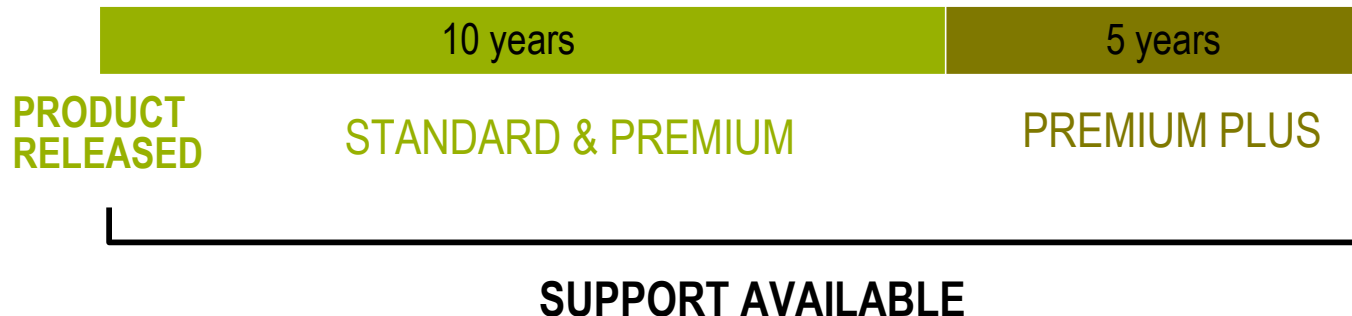 10 years
5 years
PRODUCT
RELEASED
STANDARD & PREMIUM
PREMIUM PLUS
SUPPORT AVAILABLE